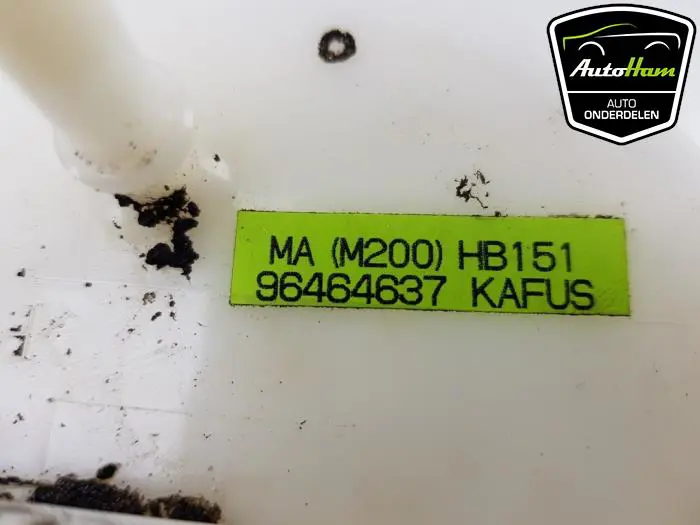 AutoHam
AUTO
ONDERDELEN
MA (M200) HB151
96464637 KAFUS